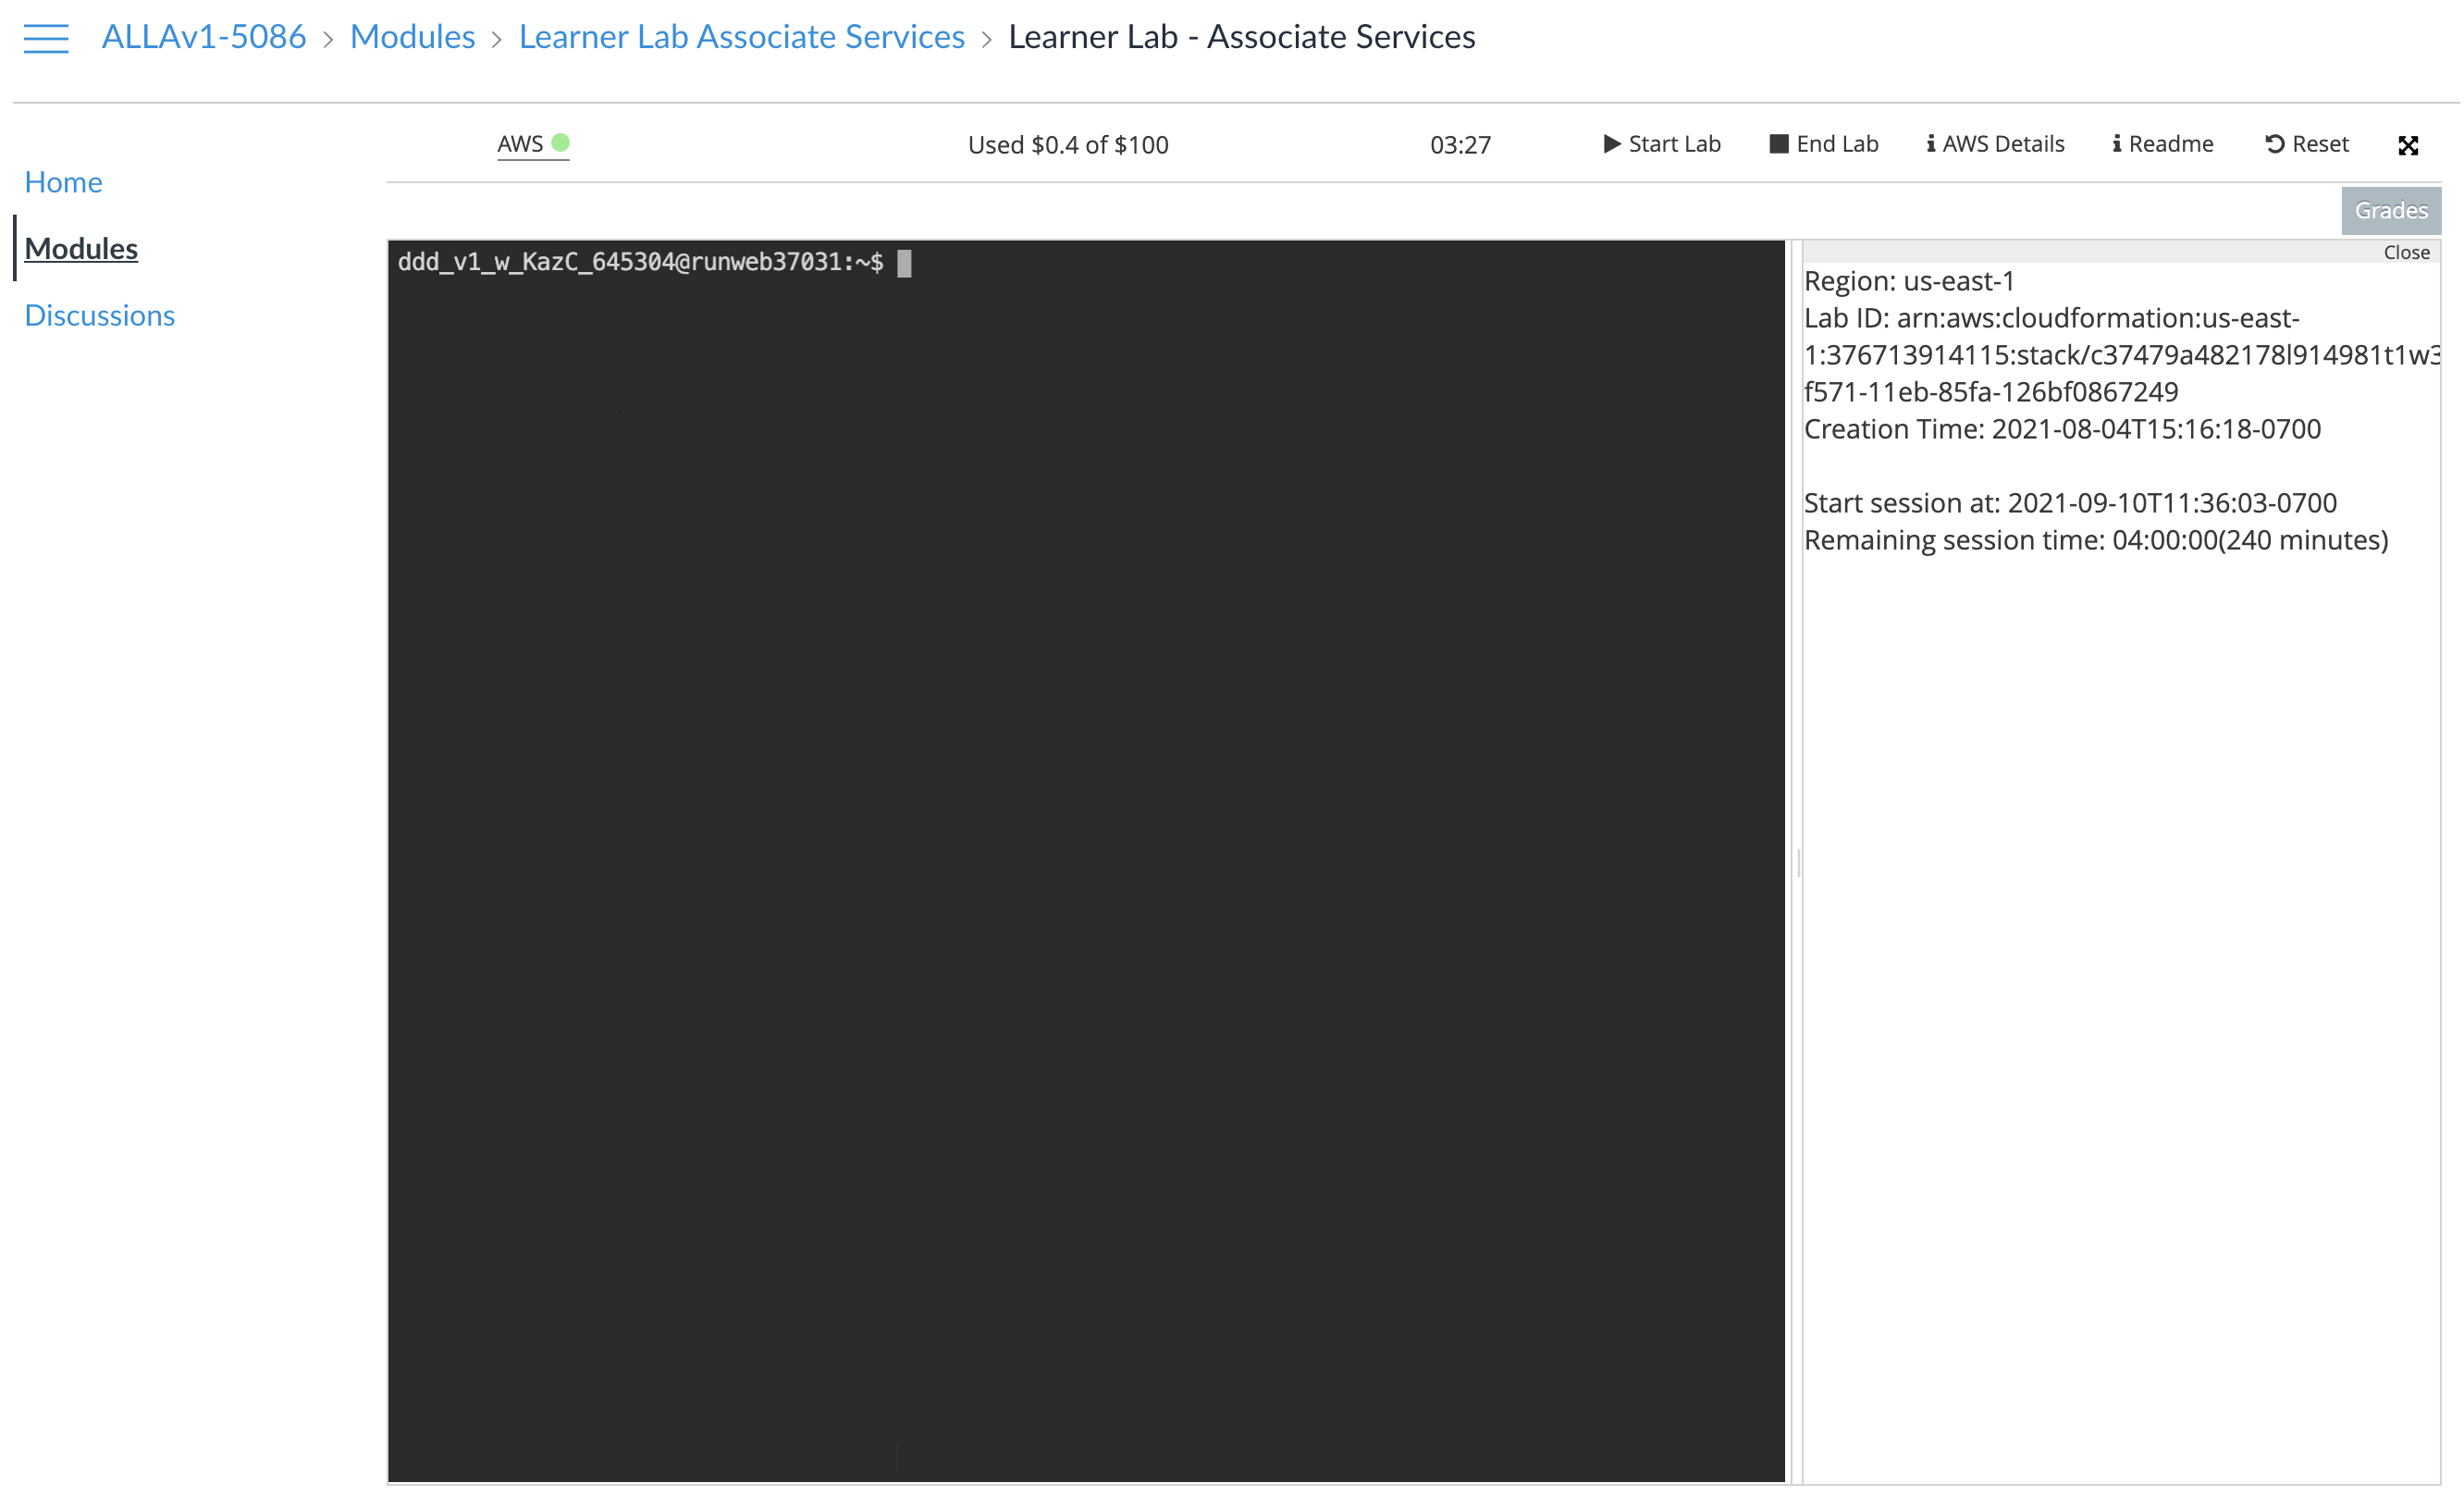 ALLAv1-5086 > Modules > Learner Lab Associate Services > Learner Lab - Associate Services
AWS Used $0.4 of $100 03:27 Start Lab End Lab AWS Details Readme Reset
Home
Modules
Discussions
Grades
ddd_v1_w_KazC_645304@runweb37031:~$
Close
Region: us-east-1
Lab ID: arn:aws:cloudformation:us-east-
1:376713914115:stack/c37479a482178l914981t1w3
f571-11eb-85fa-126bf0867249
Creation Time: 2021-08-04T15:16:18-0700
Start session at: 2021-09-10T11:36:03-0700
Remaining session time: 04:00:00(240 minutes)